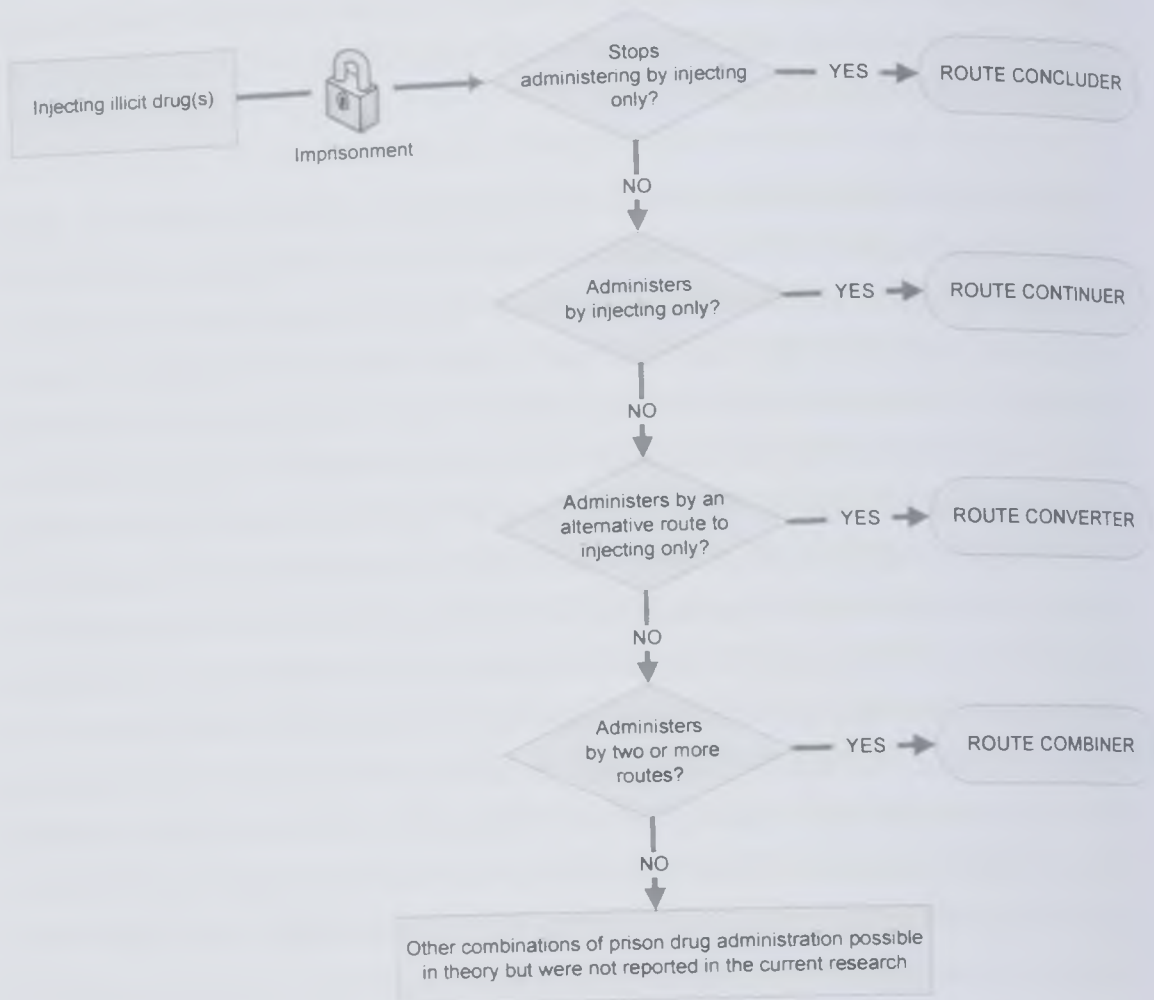 Injecting illicit drug(s)
Imprisonment
Stops
administering by injecting
only?
YES
ROUTE CONCLUDER
NO
Administers
by injecting only?
YES
ROUTE CONTINUER
NO
Administers by an
alternative route to
injecting only?
YES
ROUTE CONVERTER
NO
Administers
by two or more
routes?
YES
ROUTE COMBINER
NO
Other combinations of prison drug administration possible
in theory but were not reported in the current research